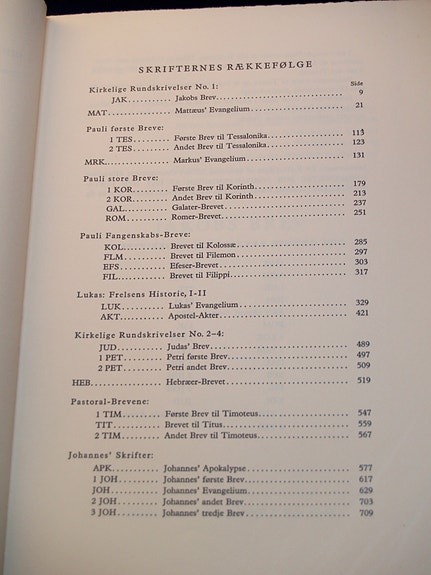 SKRIFTERNES RÆKKEFØLGE
Side
Kirkelige Rundskrivelser No. 1:
JAK........... Jakobs Brev.................................. 9
MAT........... Mattæus' Evangelium........................ 21
Pauli første Breve:
1 TES.......... Første Brev til Tessalonika..................... 113
2 TES.......... Andet Brev til Tessalonika..................... 123
MRK............ Markus' Evangelium......................... 131
Pauli store Breve:
1 KOR......... Første Brev til Korinth........................ 179
2 KOR......... Andet Brev til Korinth........................ 213
GAL........... Galater-Brevet............................... 237
ROM.......... Romer-Brevet............................... 251
Pauli Fangenskabs-Breve:
KOL........... Brevet til Kolossæ............................ 285
FLM........... Brevet til Filemon............................ 297
EFS............ Efeser-Brevet................................ 303
FIL............ Brevet til Filippi............................. 317
Lukas: Frelsens Historie, I-II
LUK........... Lukas' Evangelium........................... 329
AKT........... Apostel-Akter............................... 421
Kirkelige Rundskrivelser No. 2-4:
JUD............ Judas' Brev.................................. 489
1 PET.......... Petri første Brev............................. 497
2 PET.......... Petri andet Brev............................. 509
HEB............ Hebræer-Brevet.............................. 519
Pastoral-Brevene:
1 TIM.......... Første Brev til Timoteus....................... 547
TIT............ Brevet til Titus............................... 559
2 TIM.......... Andet Brev til Timoteus....................... 567
Johannes' Skrifter:
APK........... Johannes' Apokalypse......................... 577
1 JOH.......... Johannes' første Brev......................... 617
JOH........... Johannes' Evangelium......................... 629
2 JOH.......... Johannes' andet Brev......................... 703
3 JOH.......... Johannes' tredje Brev......................... 709